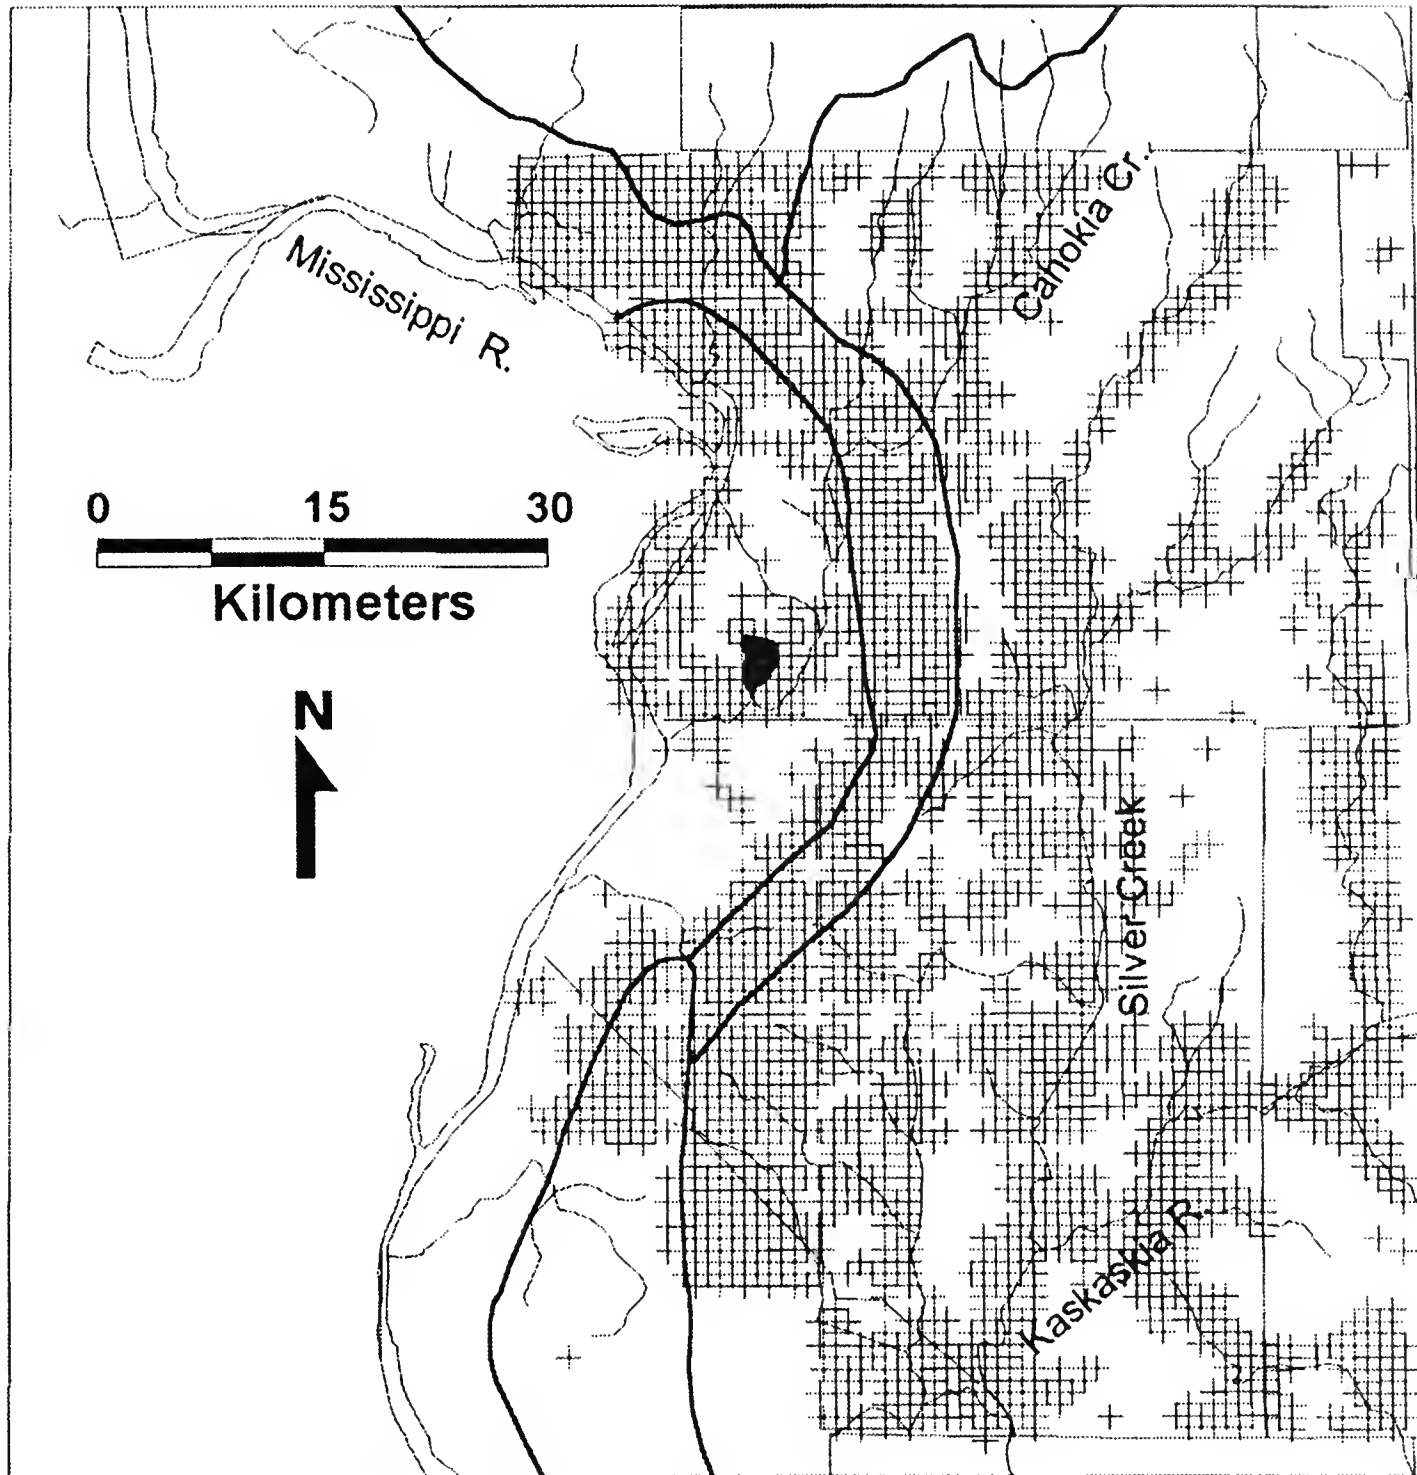 Cahokia Cr.
Mississippi R.
0 15 30
Kilometers
N
Silver Creek
Kaskaskia R.